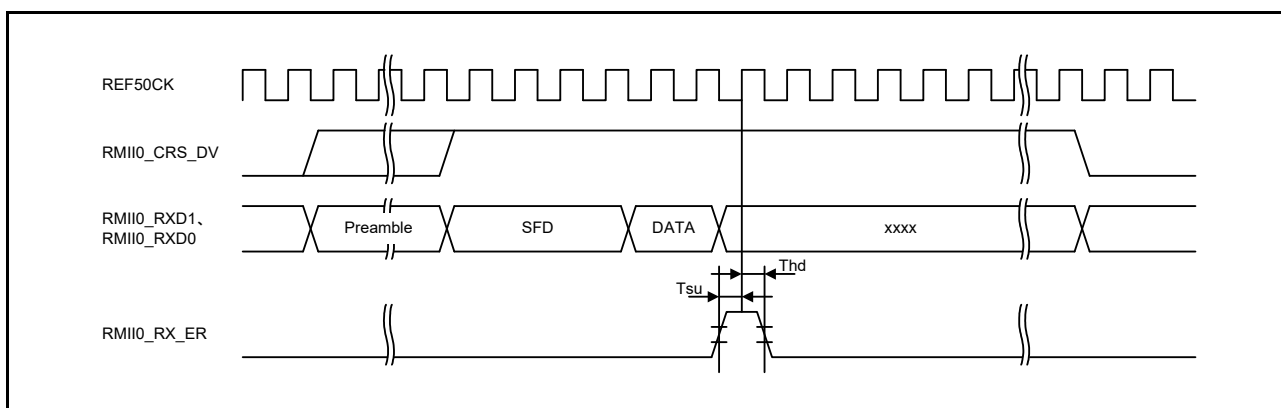 REF50CK
RMII0_CRS_DV
RMII0_RXD1、
RMII0_RXD0
Preamble
SFD
DATA
xxxx
Thd
Tsu
RMII0_RX_ER